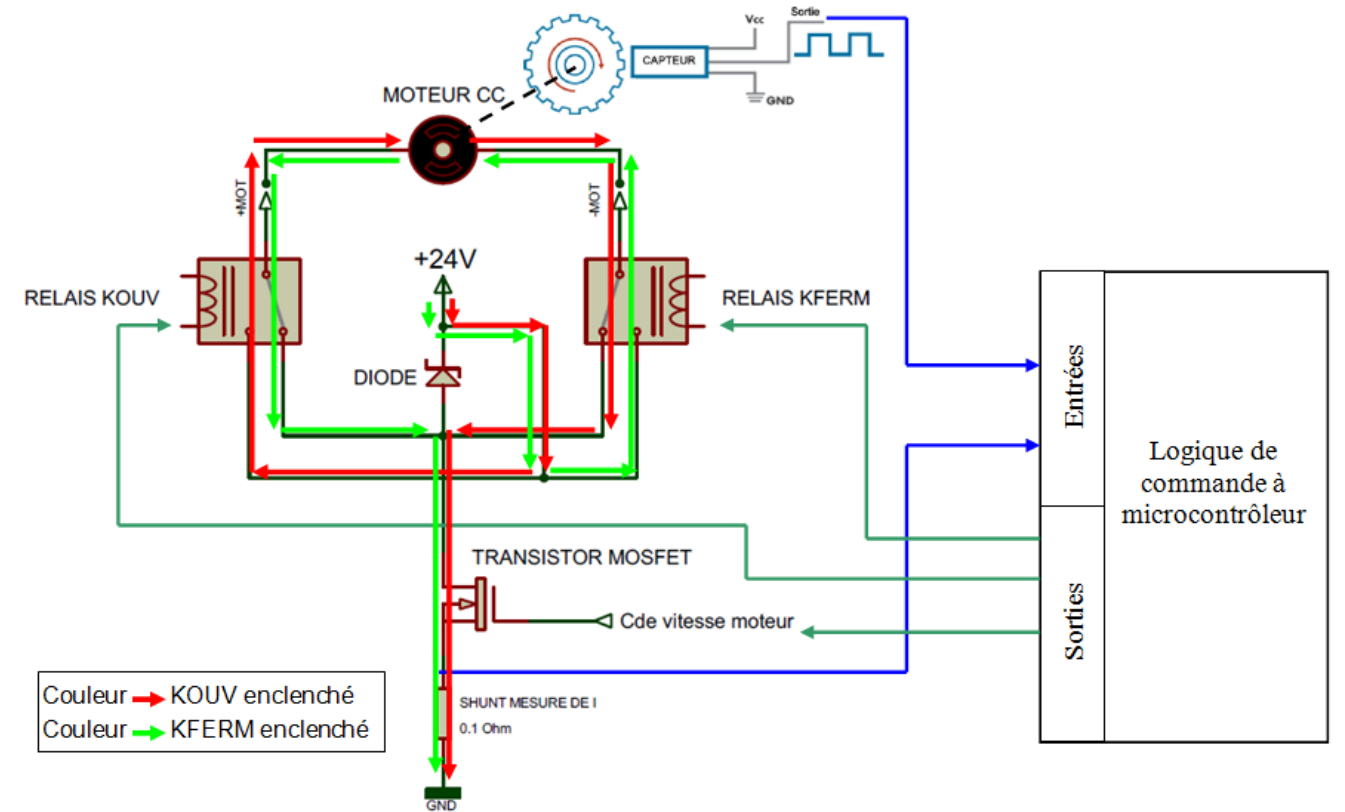 Vcc
Sortie
CAPTEUR
GND
MOTEUR CC
+MOT
-MOT
+24V
RELAIS KOUV
RELAIS KFERM
DIODE
Entrées
Logique de
commande à
microcontrôleur
TRANSISTOR MOSFET
Cde vitesse moteur
Sorties
Couleur KOUV enclenché
Couleur KFERM enclenché
SHUNT MESURE DE I
0.1 Ohm
GND